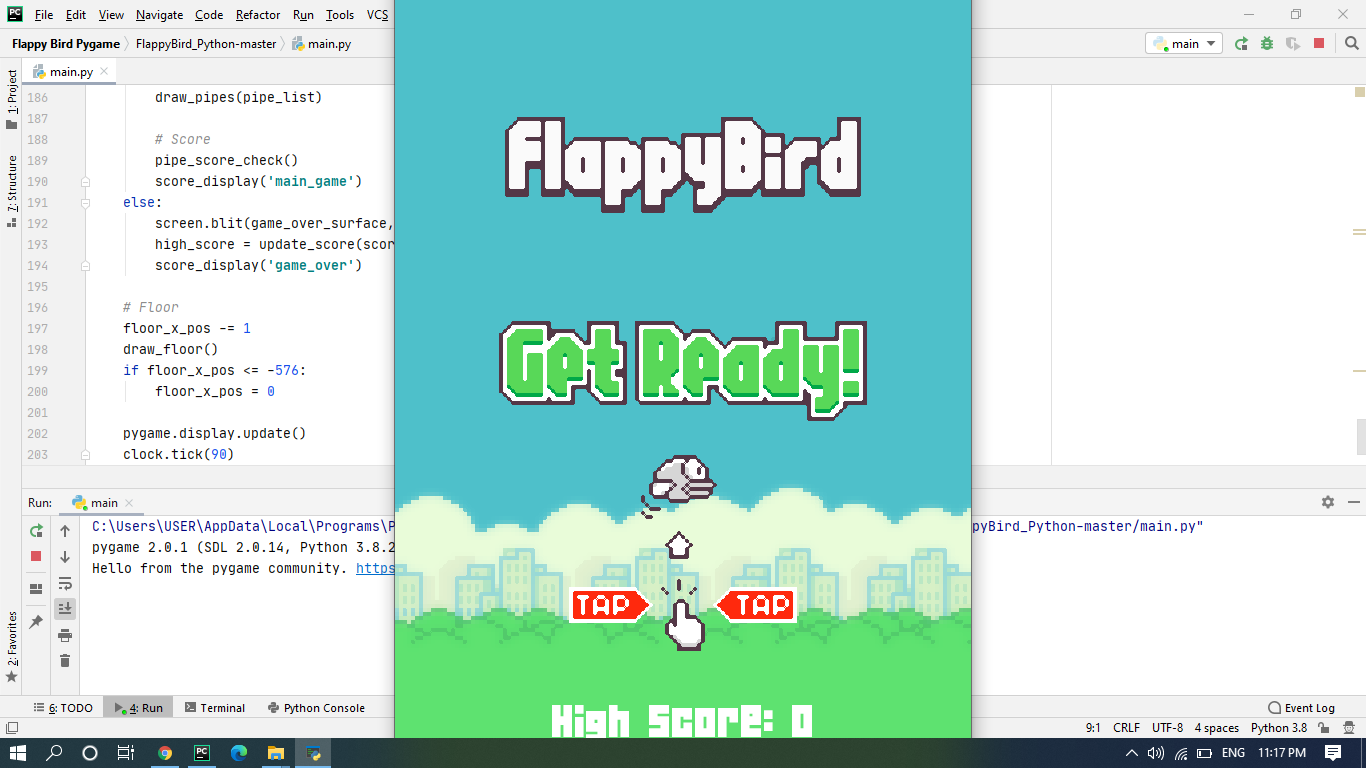 PC File Edit View Navigate Code Refactor Run Tools VCS
Flappy Bird Pygame FlappyBird_Python-master main.py main
main.py
1: Project
7: Structure
2: Favorites
186 draw_pipes(pipe_list)
187
188 # Score
189 pipe_score_check()
190 score_display('main_game')
191 else:
192 screen.blit(game_over_surface,
193 high_score = update_score(scor
194 score_display('game_over')
195
196 # Floor
197 floor_x_pos -= 1
198 draw_floor()
199 if floor_x_pos <= -576:
200 floor_x_pos = 0
201
202 pygame.display.update()
203 clock.tick(90)
FlappyBird
Get Ready!
TAP TAP
High Score: 0
Run: main
C:\Users\USER\AppData\Local\Programs\P
pyBird_Python-master/main.py"
pygame 2.0.1 (SDL 2.0.14, Python 3.8.2
Hello from the pygame community. https
6: TODO 4: Run Terminal Python Console Event Log
9:1 CRLF UTF-8 4 spaces Python 3.8
PC ENG 11:17 PM